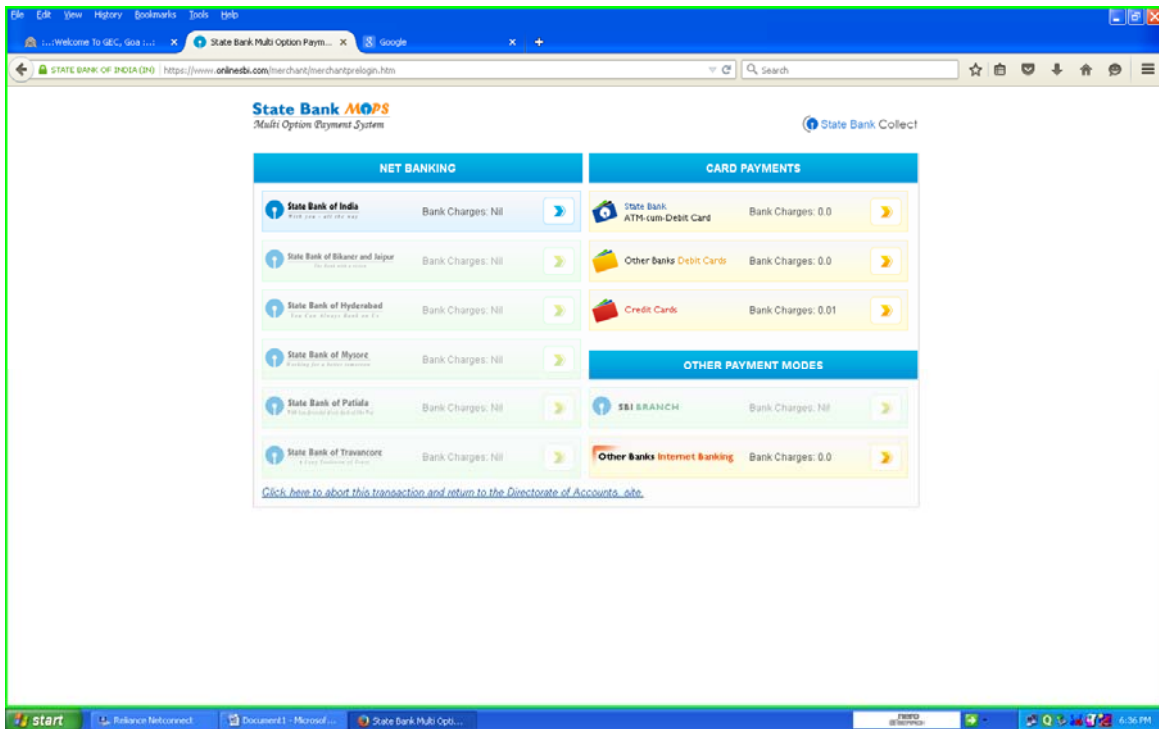 File Edit View History Bookmarks Tools Help
:...:Welcome To GEC, Goa :...: x State Bank Multi Option Paym... x Google x +
STATE BANK OF INDIA (IN) https://www.onlinesbi.com/merchant/merchantprelogin.htm Search
State Bank MOPS
Multi Option Payment System
State Bank Collect
NET BANKING
State Bank of India Bank Charges: Nil
State Bank of Bikaner and Jaipur Bank Charges: Nil
State Bank of Hyderabad Bank Charges: Nil
You Can Always Bank on Us
State Bank of Mysore Bank Charges: Nil
State Bank of Patiala Bank Charges: Nil
State Bank of Travancore Bank Charges: Nil
CARD PAYMENTS
State Bank
ATM-cum-Debit Card Bank Charges: 0.0
Other Banks Debit Cards Bank Charges: 0.0
Credit Cards Bank Charges: 0.01
OTHER PAYMENT MODES
SBI BRANCH Bank Charges: Nil
Other Banks Internet Banking Bank Charges: 0.0
Click here to abort this transaction and return to the Directorate of Accounts site.
start Reliance Netconnect Document1 - Microsof... State Bank Multi Opti... nero 6:36 PM